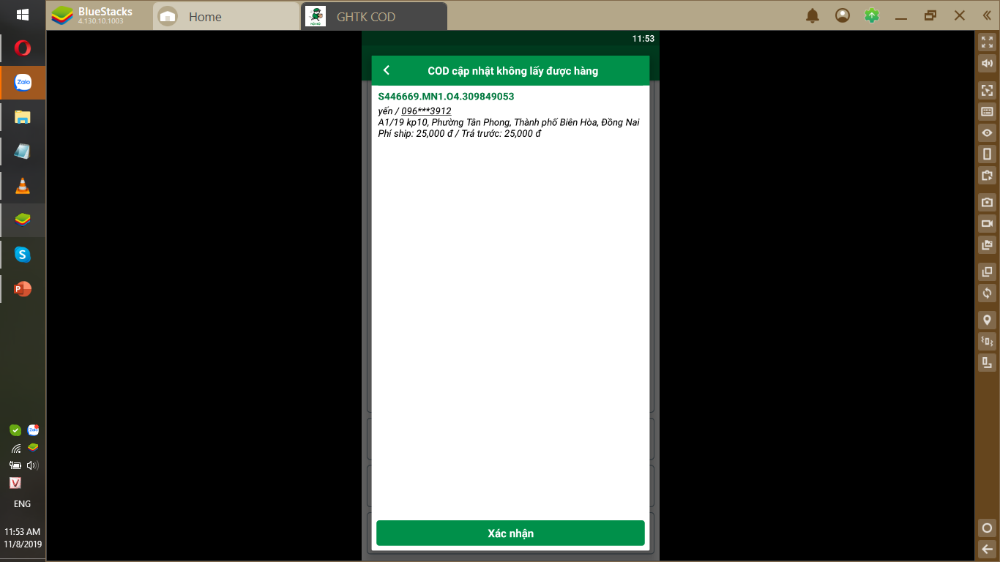 BlueStacks
4.130.10.1003
Home
GHTK COD
11:53
COD cập nhật không lấy được hàng
S446669.MN1.O4.309849053
yến / 096***3912
A1/19 kp10, Phường Tân Phong, Thành phố Biên Hòa, Đồng Nai
Phí ship: 25,000 đ / Trả trước: 25,000 đ
Xác nhận
Zalo
S
P
Zalo
V
ENG
11:53 AM
11/8/2019